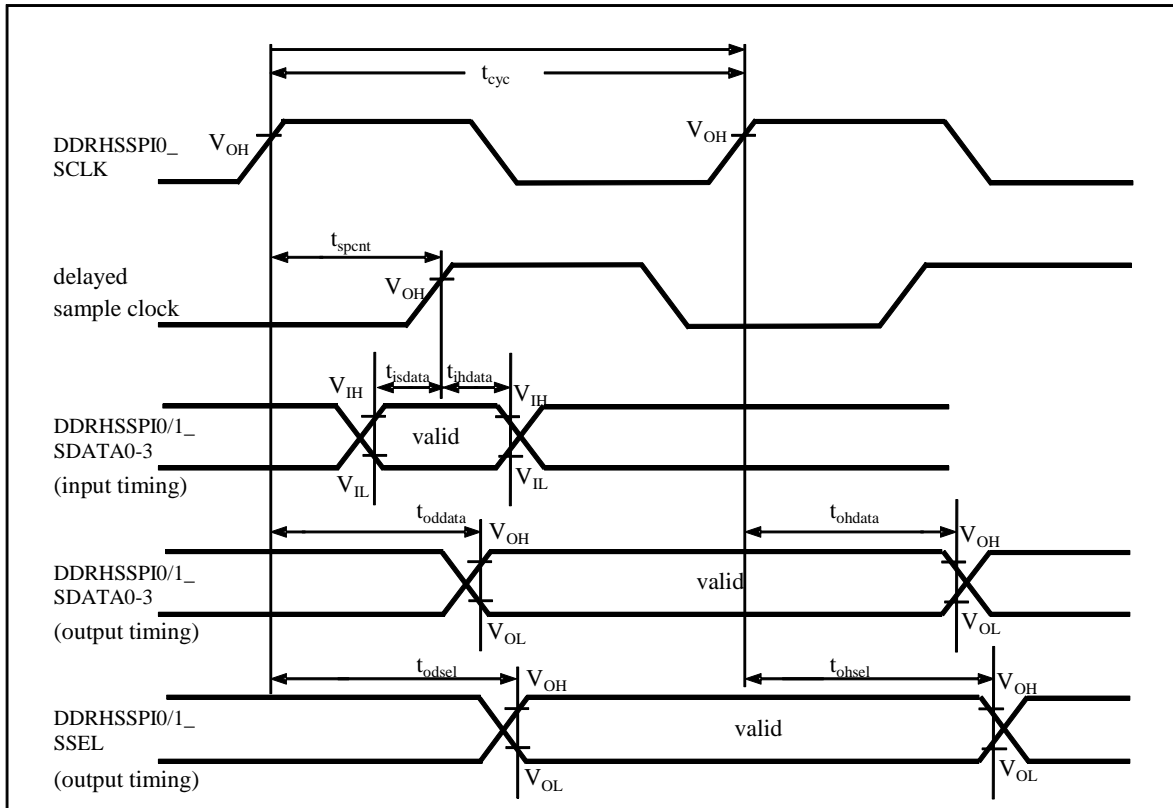 t_cyc
V_OH
V_OH
DDRHSSPI0_
SCLK
t_spcnt
delayed
sample clock
V_OH
t_isdata
t_ihdata
V_IH
V_IH
DDRHSSPI0/1_
SDATA0-3
(input timing)
valid
V_IL
V_IL
t_oddata
t_ohdata
V_OH
V_OH
DDRHSSPI0/1_
SDATA0-3
(output timing)
valid
V_OL
V_OL
t_odsel
t_ohsel
V_OH
V_OH
DDRHSSPI0/1_
SSEL
(output timing)
valid
V_OL
V_OL